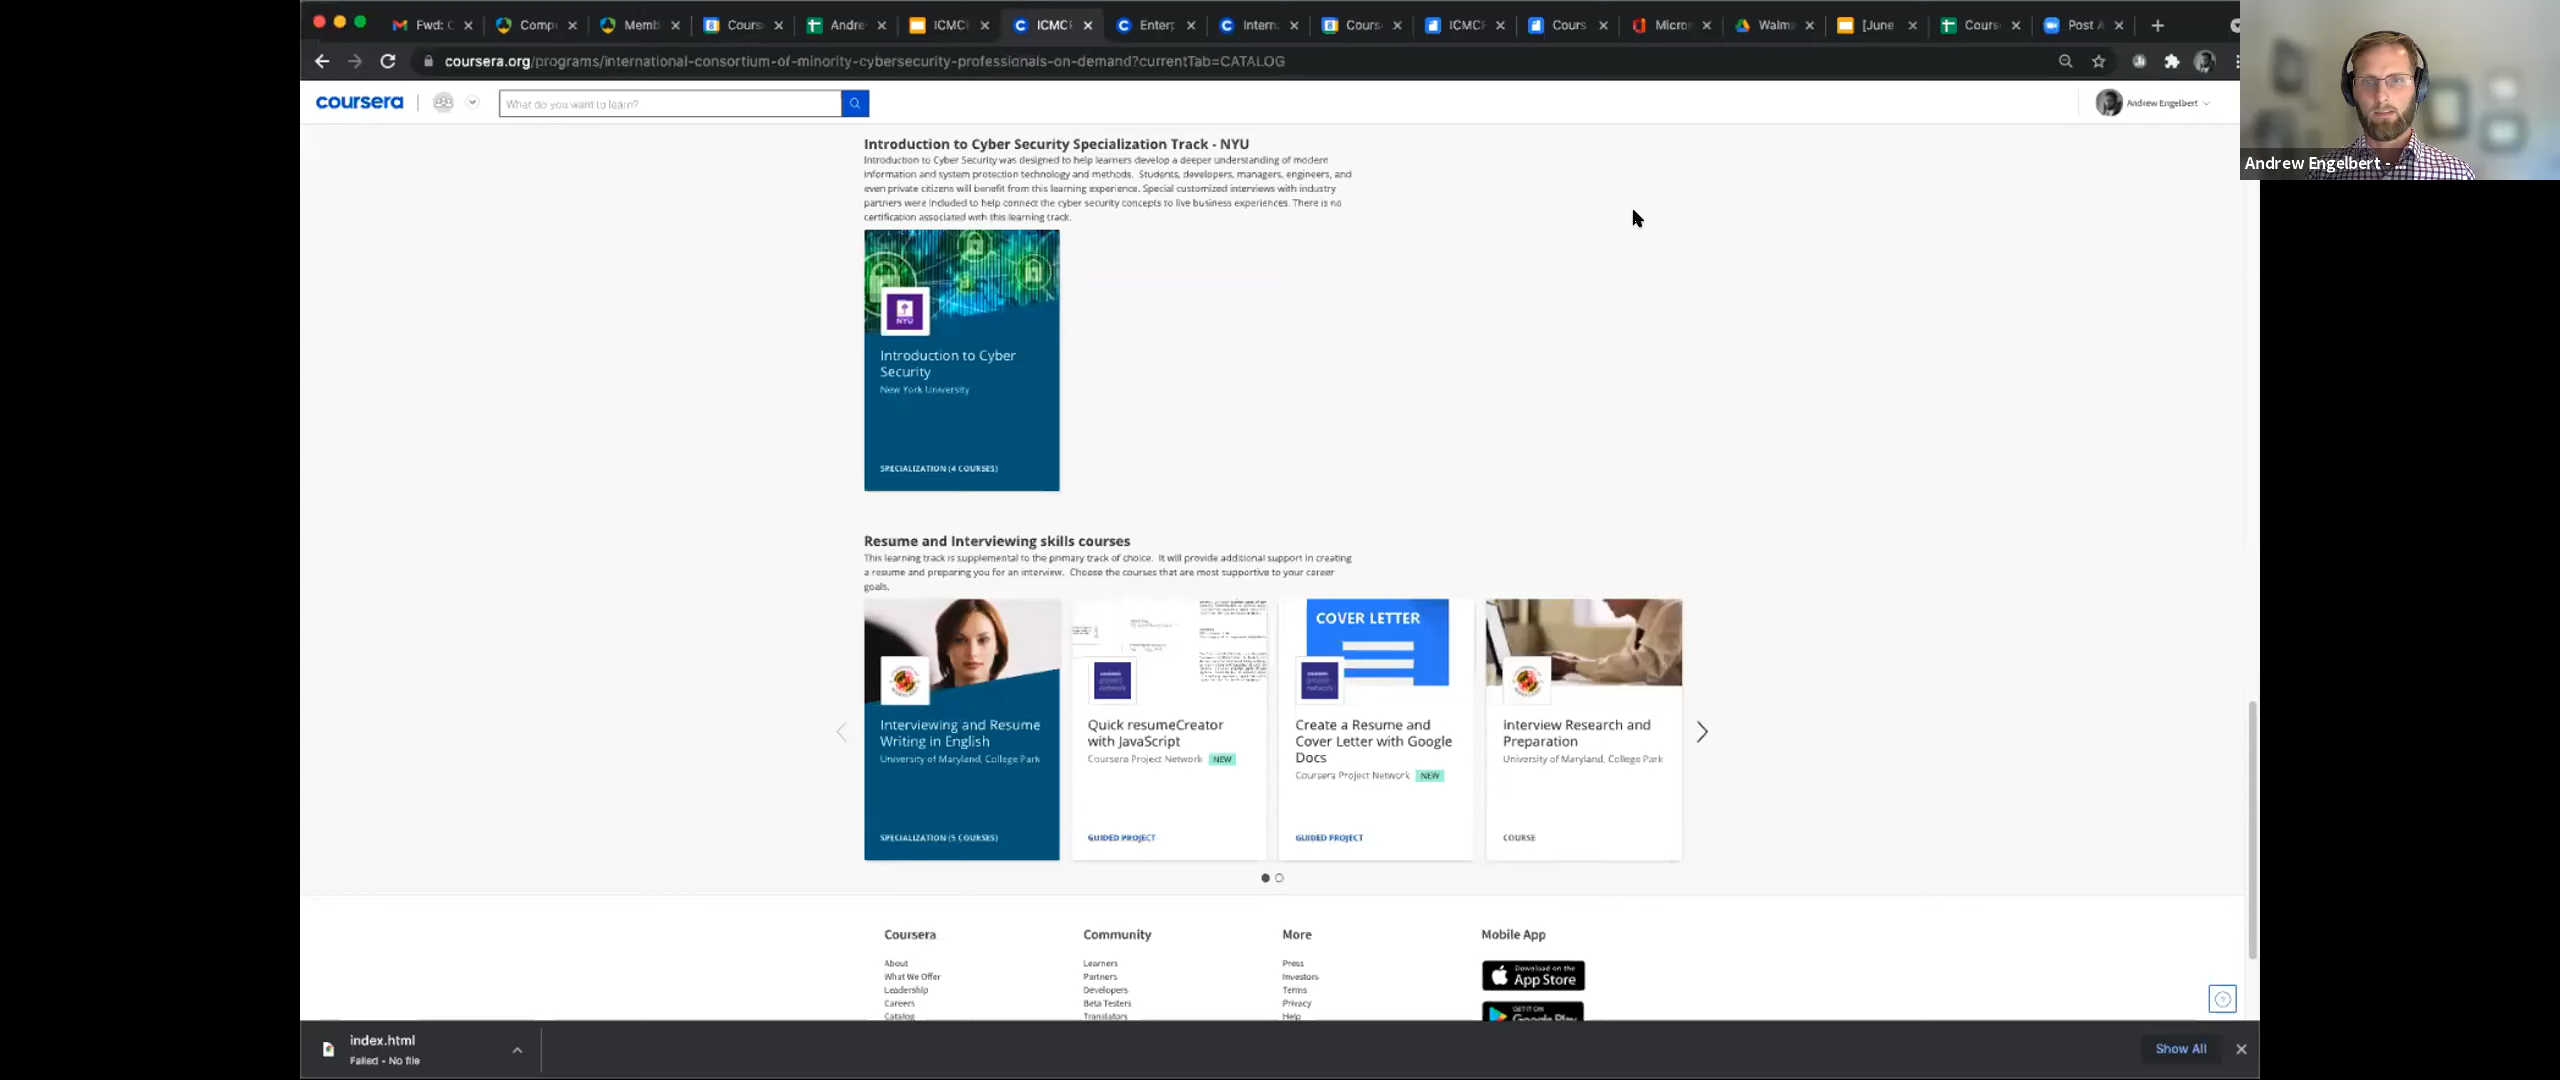 Fwd: C
Comp
Memb
Cours
Andre
ICMCI
ICMCI
Enter
Intern
Cours
ICMCI
Cours
Micro
Walm
[June
Cours
Post A
coursera.org/programs/international-consortium-of-minority-cybersecurity-professionals-on-demand?currentTab=CATALOG
coursera
What do you want to learn?
Andrew Engelbert
Andrew Engelbert - ...
Introduction to Cyber Security Specialization Track - NYU
Introduction to Cyber Security was designed to help learners develop a deeper understanding of modern
information and system protection technology and methods. Students, developers, managers, engineers, and
even private citizens will benefit from this learning experience. Special customized interviews with industry
partners were included to help connect the cyber security concepts to live business experiences. There is no
certification associated with this learning track.
NYU
Introduction to Cyber
Security
New York University
SPECIALIZATION (4 COURSES)
Resume and Interviewing skills courses
This learning track is supplemental to the primary track of choice. It will provide additional support in creating
a resume and preparing you for an interview. Choose the courses that are most supportive to your career
goals.
Interviewing and Resume
Writing in English
University of Maryland, College Park
SPECIALIZATION (5 COURSES)
coursera
project
network
Quick resumeCreator
with JavaScript
Coursera Project Network NEW
GUIDED PROJECT
COVER LETTER
coursera
project
network
Create a Resume and
Cover Letter with Google
Docs
Coursera Project Network NEW
GUIDED PROJECT
Interview Research and
Preparation
University of Maryland, College Park
COURSE
Coursera
About
What We Offer
Leadership
Careers
Catalog
Community
Learners
Partners
Developers
Beta Testers
Translators
More
Press
Investors
Terms
Privacy
Help
Mobile App
Download on the
App Store
GET IT ON
Google Play
index.html
Failed - No file
Show All